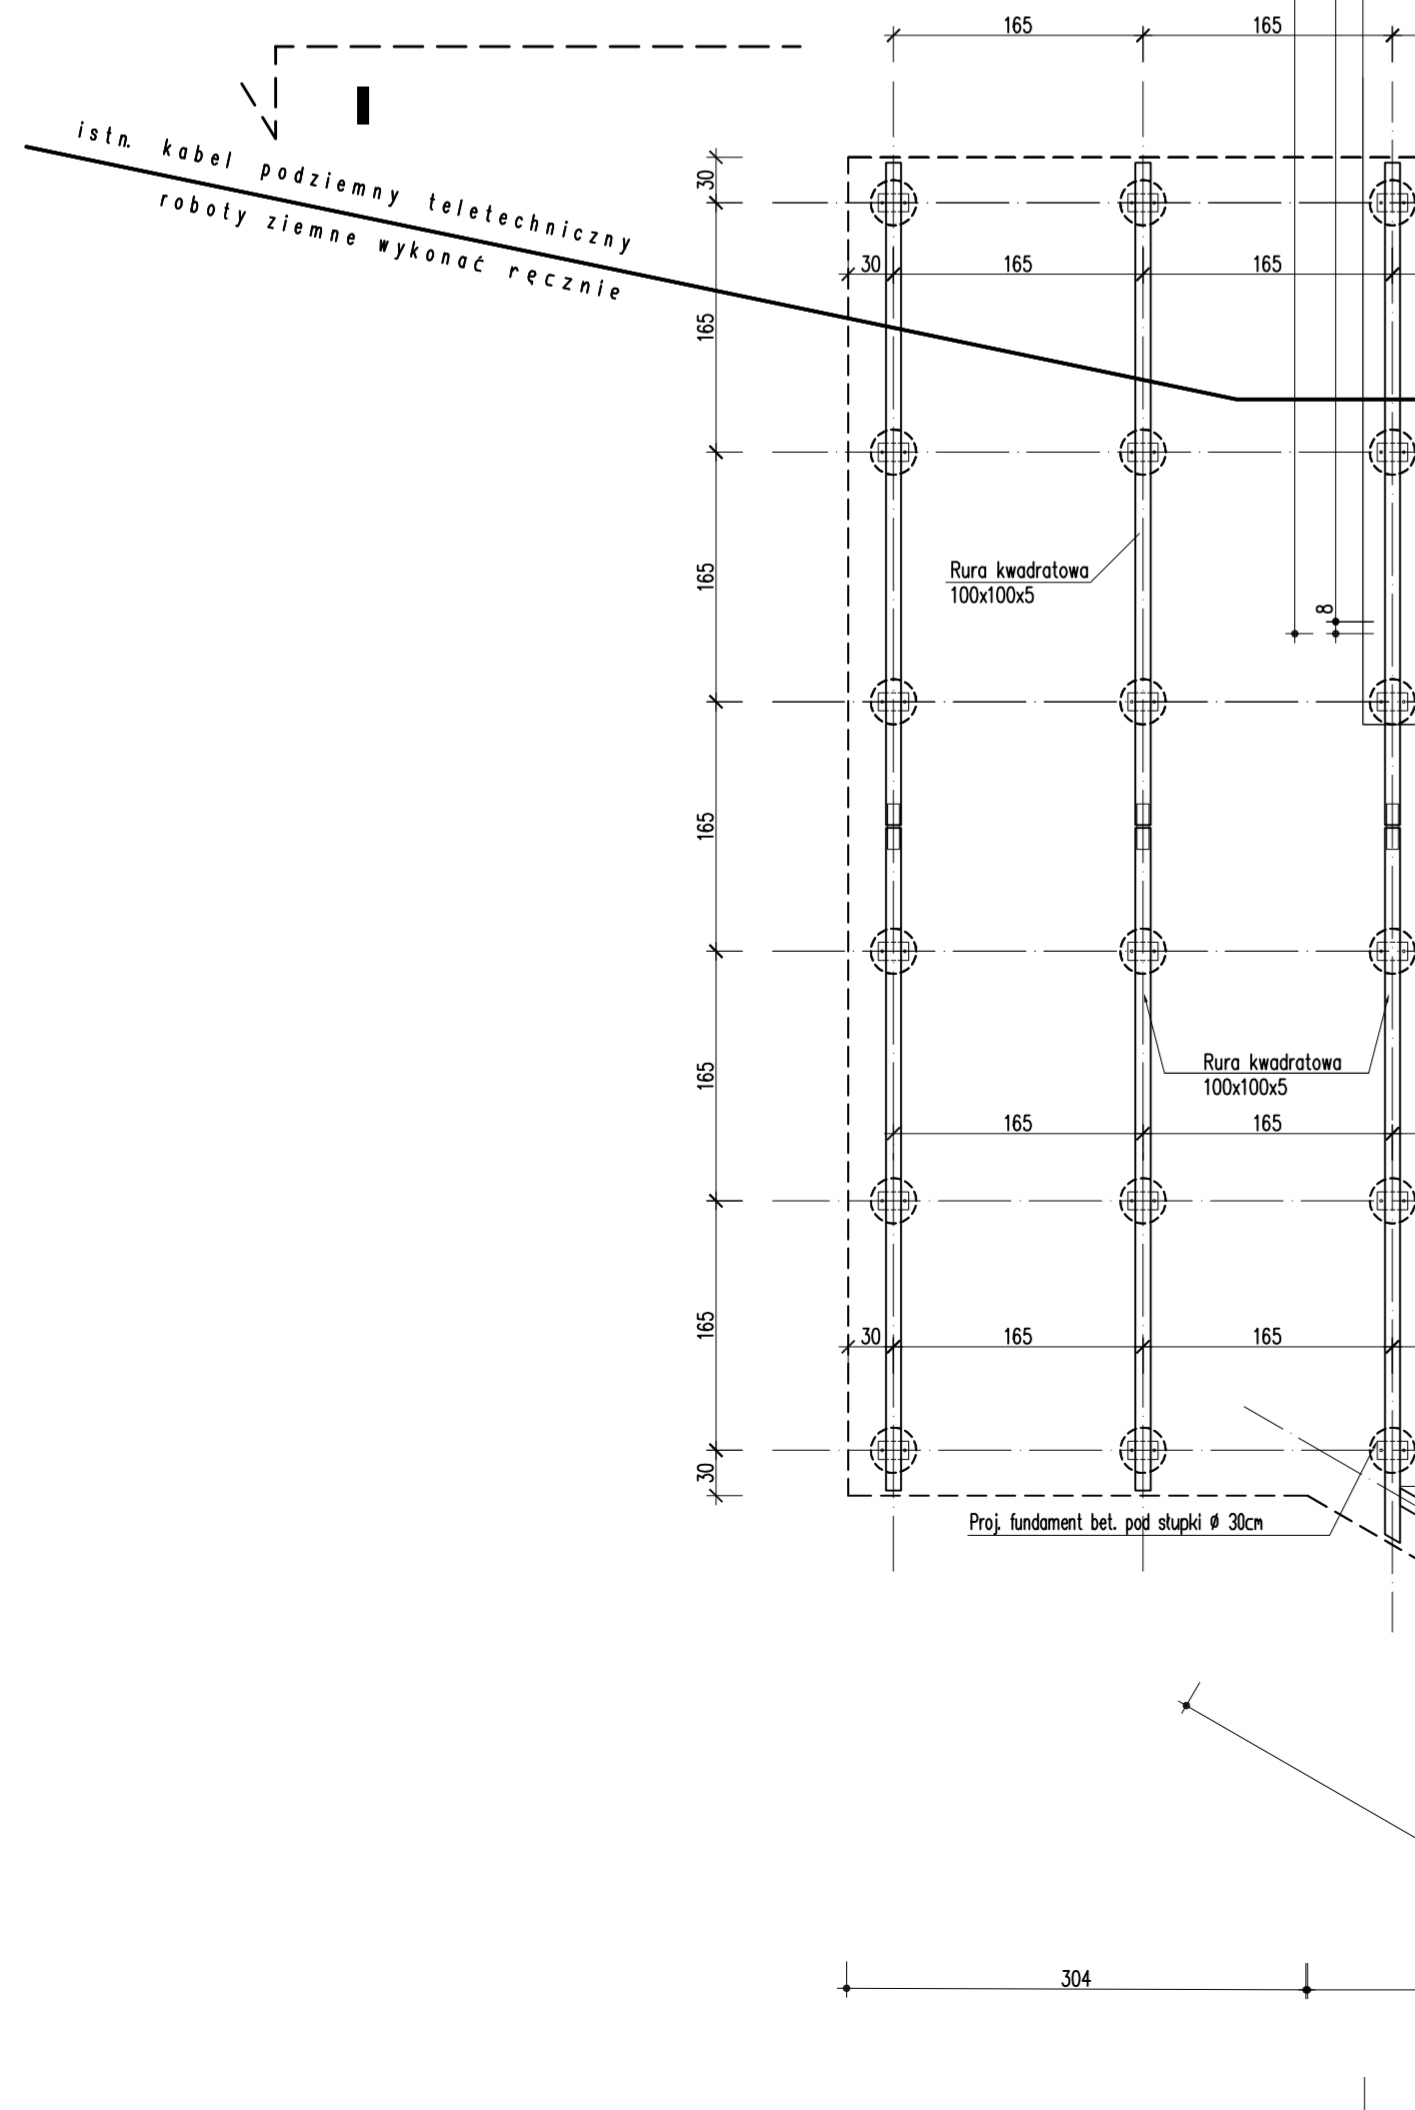 165 165
istn. kabel podziemny teletechniczny
roboty ziemne wykonać ręcznie
30
30 165 165
165
165
Rura kwadratowa
100x100x5
8
165
165
Rura kwadratowa
100x100x5
165 165
165
30 165 165
30
Proj. fundament bet. pod słupki Ø 30cm
304